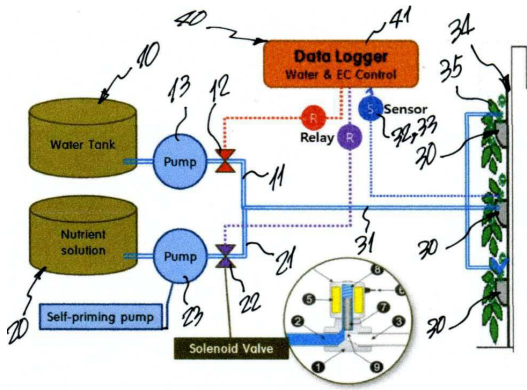 40
41
10
Data Logger
Water & EC Control
34
13
12
35
R
S Sensor
32, 33
Relay
R
30
Water Tank
Pump
11
Nutrient
solution
31
30
21
Pump
22
20
23
30
Self-priming pump
Solenoid Valve
8
5
6
7
2
3
1
9